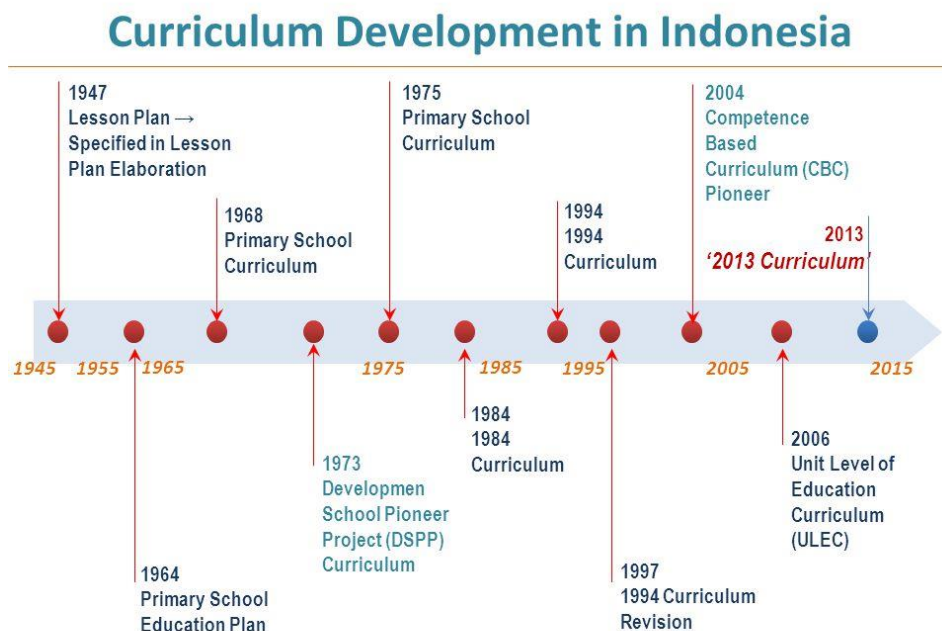 Curriculum Development in Indonesia
1947
Lesson Plan →
Specified in Lesson
Plan Elaboration
1975
Primary School
Curriculum
2004
Competence
Based
Curriculum (CBC)
Pioneer
1968
Primary School
Curriculum
1994
1994
Curriculum
2013
‘2013 Curriculum’
1945
1955
1965
1975
1985
1995
2005
2015
1984
1984
Curriculum
2006
Unit Level of
Education
Curriculum
(ULEC)
1973
Developmen
School Pioneer
Project (DSPP)
Curriculum
1964
Primary School
Education Plan
1997
1994 Curriculum
Revision